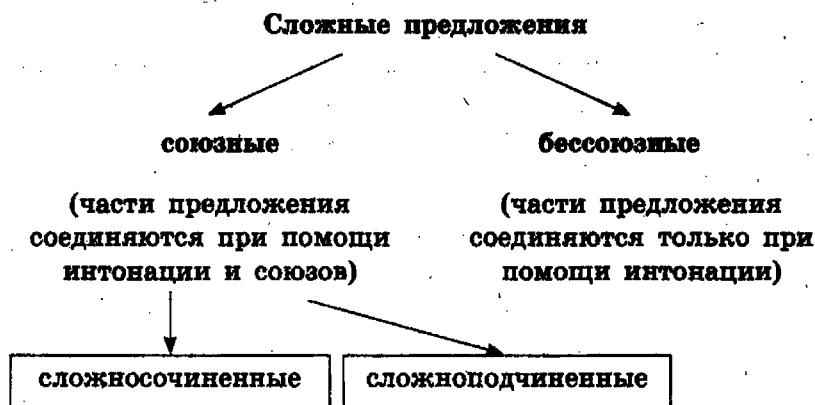 Сложные предложения
союзные
бессоюзные
(части предложения
соединяются при помощи
интонации и союзов)
(части предложения
соединяются только при
помощи интонации)
сложносочиненные
сложноподчиненные